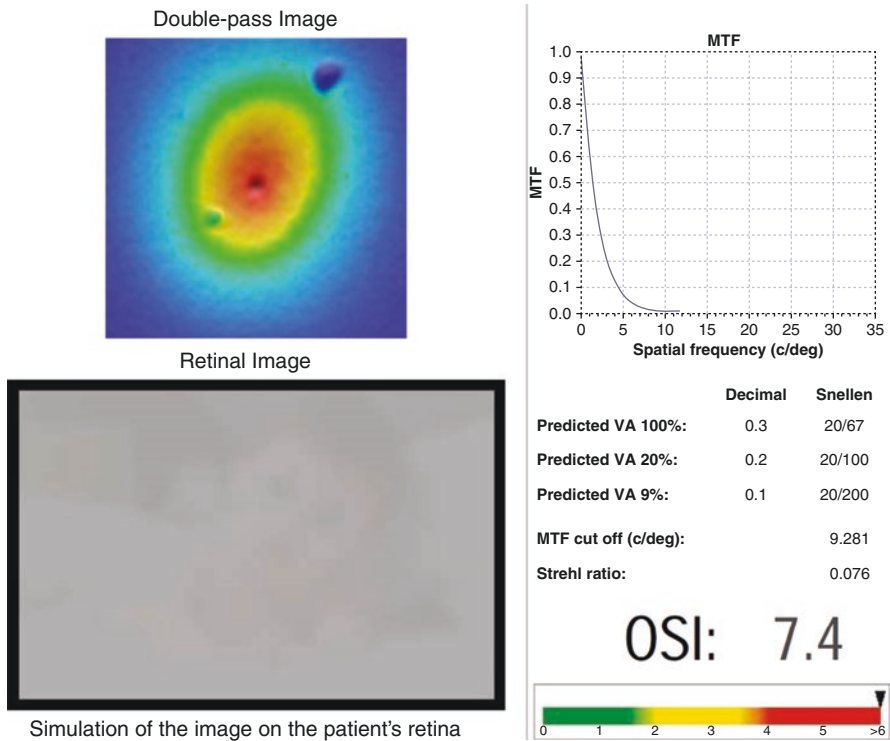 Double-pass Image
Retinal Image
Simulation of the image on the patient's retina
MTF
1.0
0.9
0.8
0.7
0.6
0.5
0.4
0.3
0.2
0.1
0.0
MTF
0 5 10 15 20 25 30 35
Spatial frequency (c/deg)
Decimal Snellen
Predicted VA 100%: 0.3 20/67
Predicted VA 20%: 0.2 20/100
Predicted VA 9%: 0.1 20/200
MTF cut off (c/deg): 9.281
Strehl ratio: 0.076
OSI: 7.4
0 1 2 3 4 5 >6